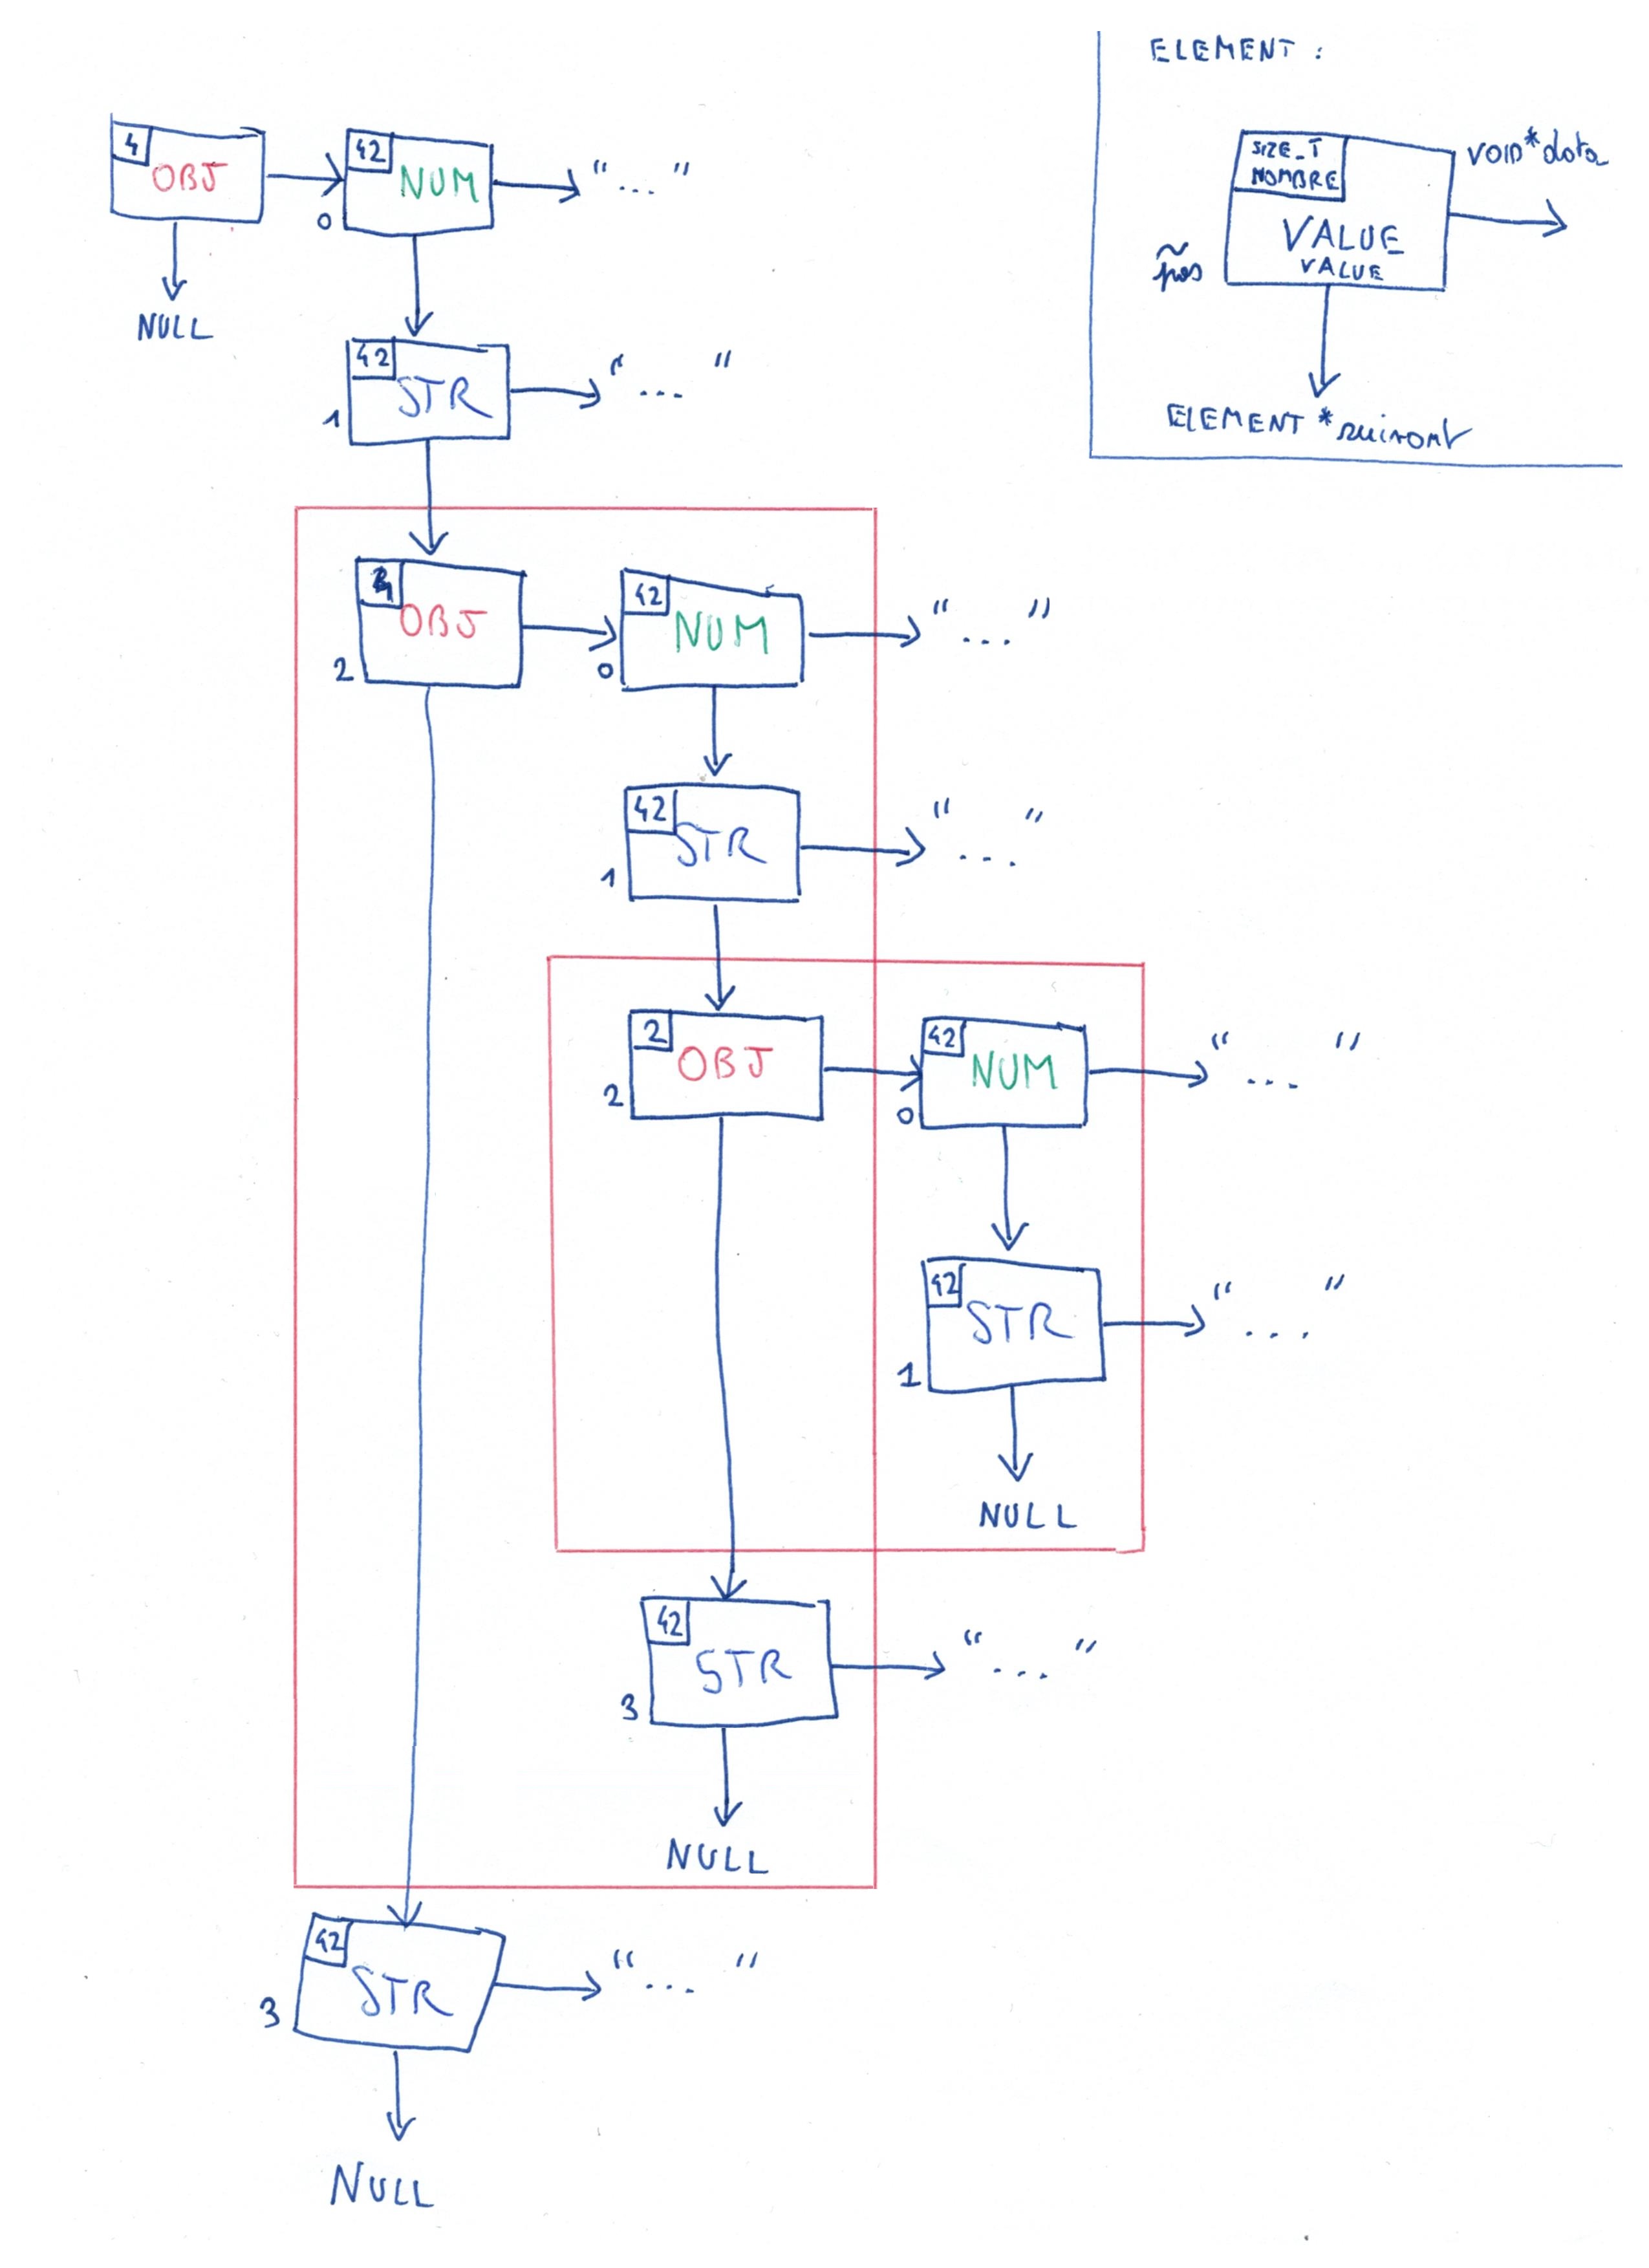 ELEMENT :
SIZE_T
NOMBRE
VOID* data
VALUE
VALUE
~
pos
ELEMENT * suivant
4
OBJ
42
NUM
0
"... "
NULL
42
STR
1
"... "
OBJ
2
42
NUM
0
"... "
42
STR
1
"... "
2
OBJ
2
42
NUM
0
"... "
42
STR
1
"... "
NULL
42
STR
3
"... "
NULL
42
STR
3
"... "
NULL